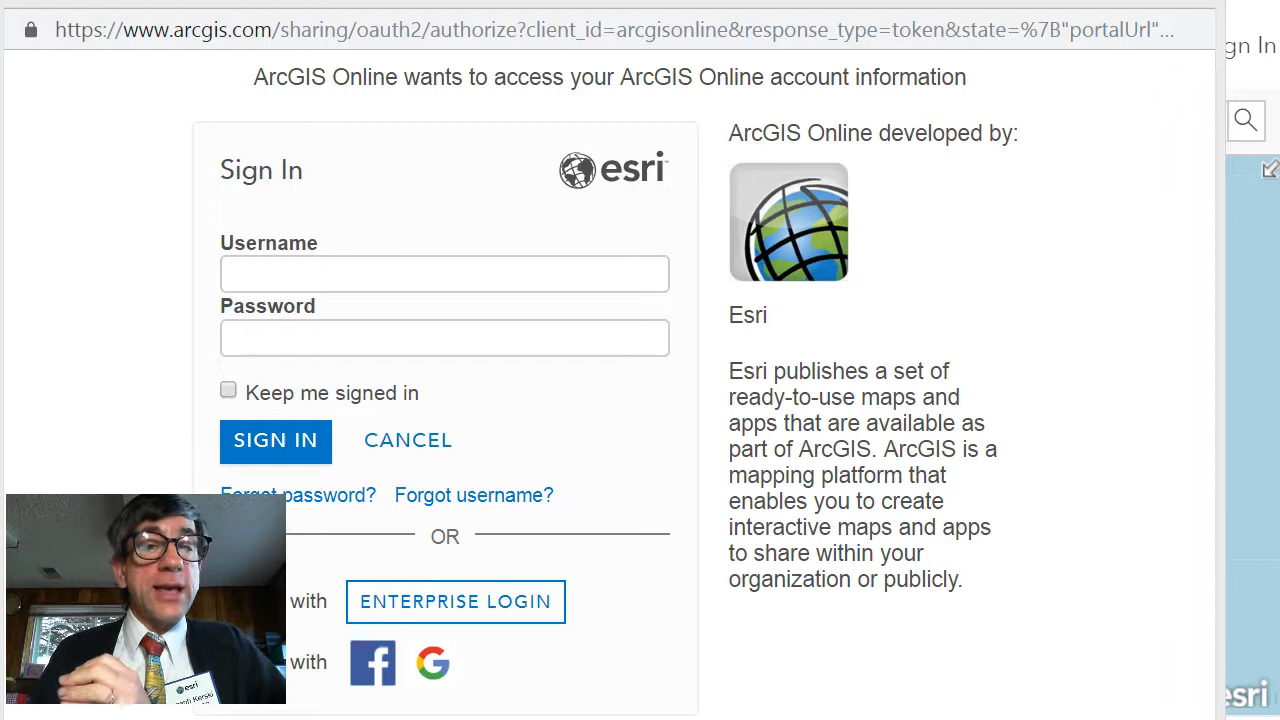 https://www.arcgis.com/sharing/oauth2/authorize?client_id=arcgisonline&response_type=token&state=%7B"portalUrl"...
gn In
ArcGIS Online wants to access your ArcGIS Online account information
Sign In
esri
Username
Password
Keep me signed in
SIGN IN CANCEL
Forgot password? Forgot username?
OR
with ENTERPRISE LOGIN
with
ArcGIS Online developed by:
Esri
Esri publishes a set of
ready-to-use maps and
apps that are available as
part of ArcGIS. ArcGIS is a
mapping platform that
enables you to create
interactive maps and apps
to share within your
organization or publicly.
esri
Kerski
esri